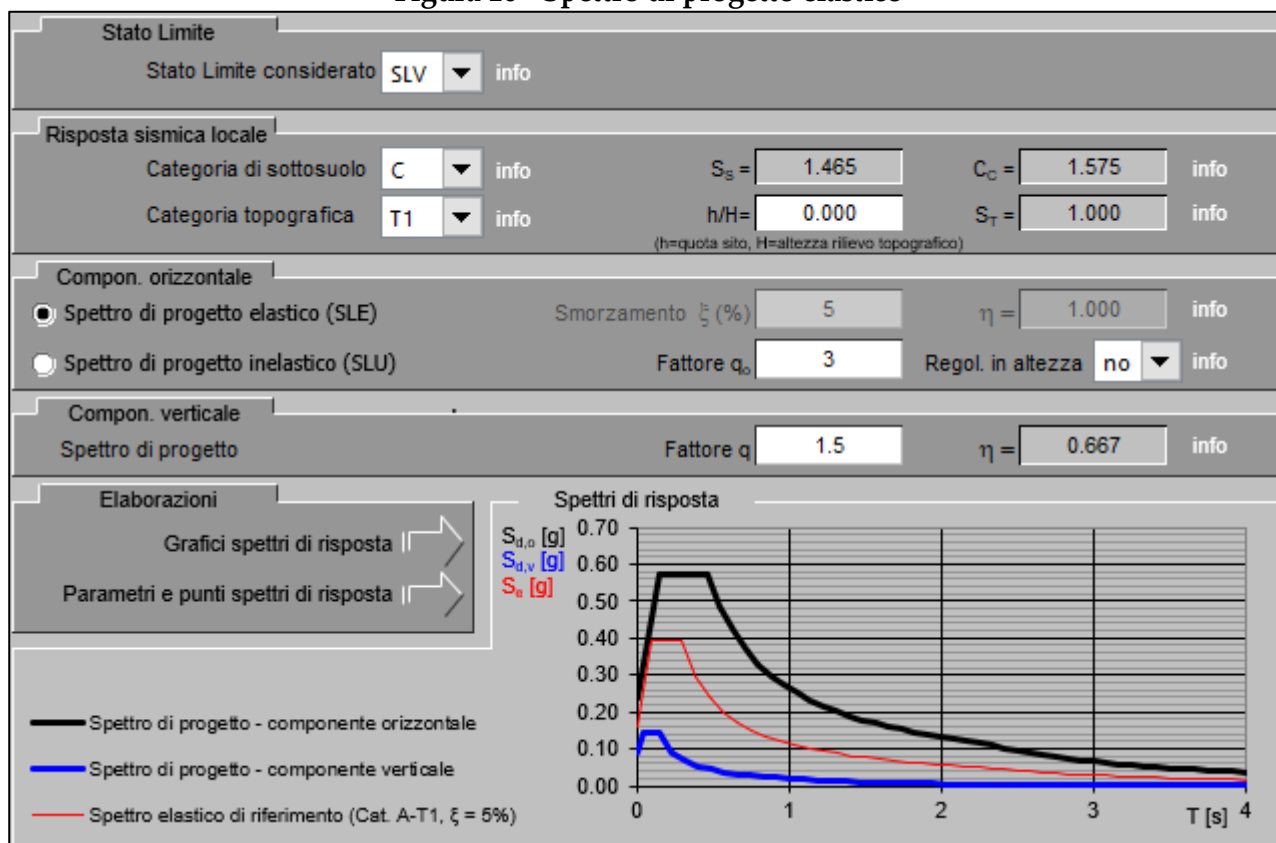 Figura 20 - Spettro di progetto elastico
Stato Limite
Stato Limite considerato SLV info
Risposta sismica locale
Categoria di sottosuolo C info S_S = 1.465 C_C = 1.575 info
Categoria topografica T1 info h/H= 0.000 S_T = 1.000 info
(h=quota sito, H=altezza rilievo topografico)
Compon. orizzontale
Spettro di progetto elastico (SLE) Smorzamento ξ (%) 5 η = 1.000 info
Spettro di progetto inelastico (SLU) Fattore q_o 3 Regol. in altezza no info
Compon. verticale
Spettro di progetto Fattore q 1.5 η = 0.667 info
Elaborazioni
Grafici spettri di risposta
Parametri e punti spettri di risposta
Spettri di risposta
S_d,o [g]
S_d,v [g]
S_e [g]
0.70
0.60
0.50
0.40
0.30
0.20
0.10
0.00
0 1 2 3 T [s] 4
Spettro di progetto - componente orizzontale
Spettro di progetto - componente verticale
Spettro elastico di riferimento (Cat. A-T1, ξ = 5%)